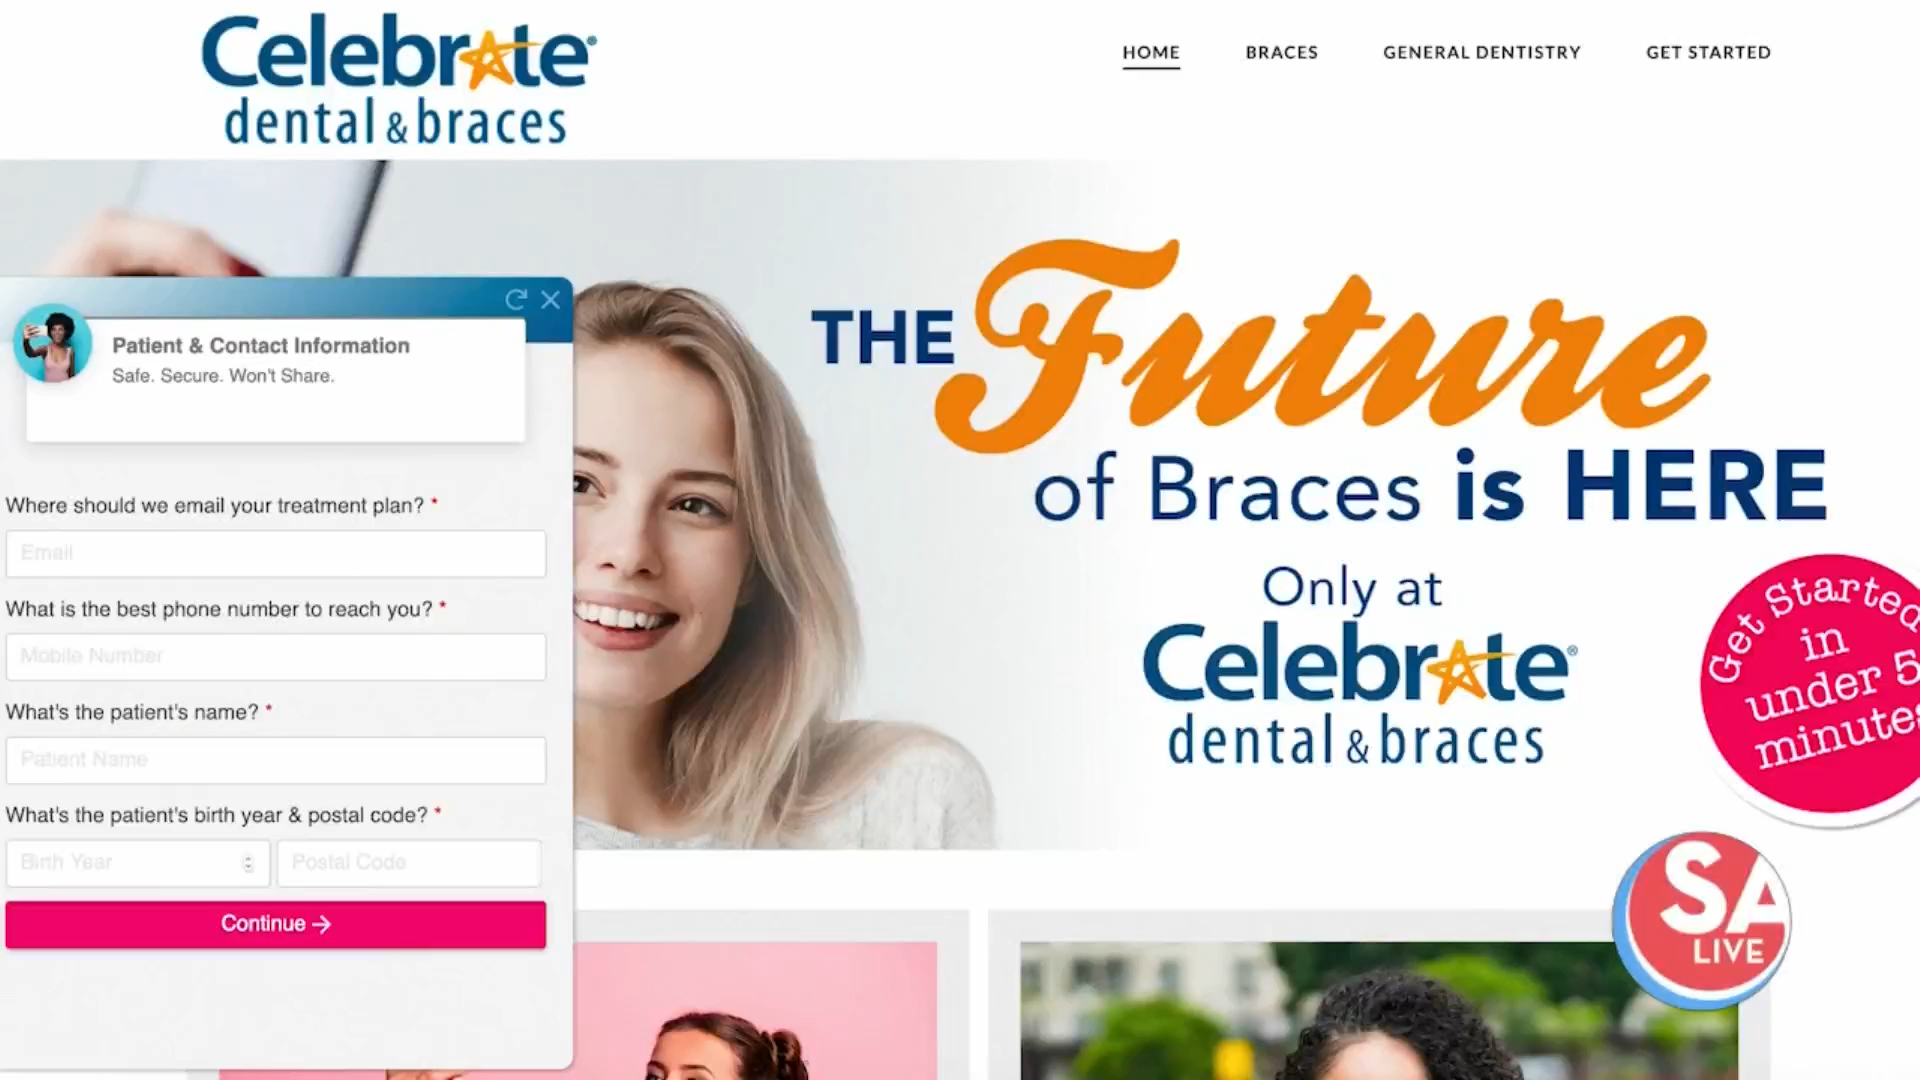 Celebrate®
dental & braces
HOME BRACES GENERAL DENTISTRY GET STARTED
Patient & Contact Information
Safe. Secure. Won't Share.
Where should we email your treatment plan? *
Email
What is the best phone number to reach you? *
Mobile Number
What's the patient's name? *
Patient Name
What's the patient's birth year & postal code? *
Birth Year Postal Code
Continue →
THE Future
of Braces is HERE
Only at
Celebrate®
dental & braces
Get Started
in
under 5
minutes
SA
LIVE